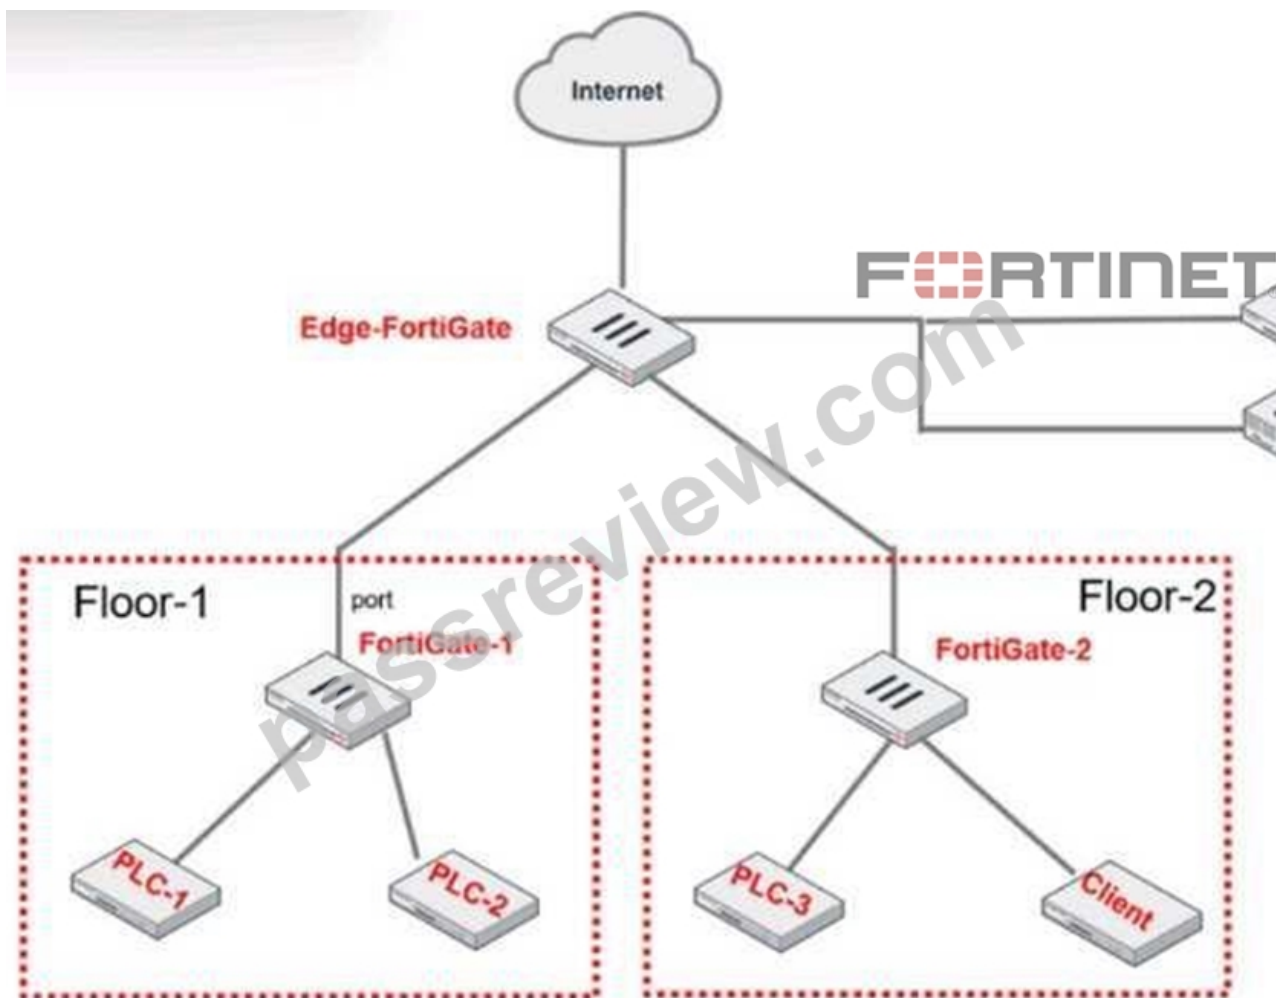 Internet
FORTINET
Edge-FortiGate
passreview.com
Floor-1
port
FortiGate-1
Floor-2
FortiGate-2
PLC-1
PLC-2
PLC-3
Client